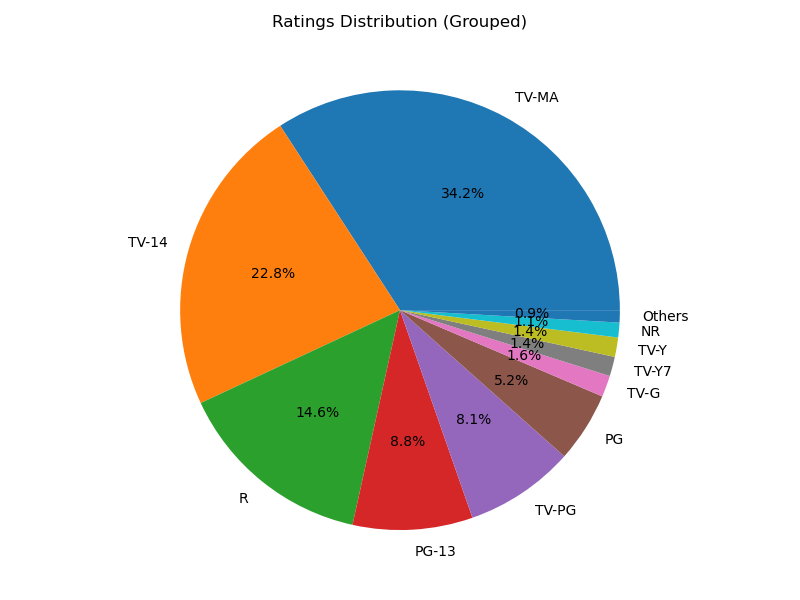 Ratings Distribution (Grouped)
TV-MA
34.2%
TV-14
22.8%
R
14.6%
PG-13
8.8%
TV-PG
8.1%
PG
5.2%
TV-G
1.6%
TV-Y7
1.4%
TV-Y
1.4%
NR
1.1%
Others
0.9%